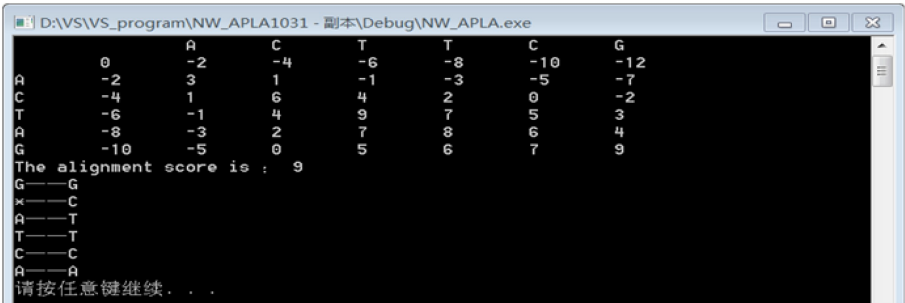 D:\VS\VS_program\NW_APLA1031 - 副本\Debug\NW_APLA.exe
A C T T C G
0 -2 -4 -6 -8 -10 -12
A -2 3 1 -1 -3 -5 -7
C -4 1 6 4 2 0 -2
T -6 -1 4 9 7 5 3
A -8 -3 2 7 8 6 4
G -10 -5 0 5 6 7 9
The alignment score is : 9
G——G
*——C
A——T
T——T
C——C
A——A
请按任意键继续. . .